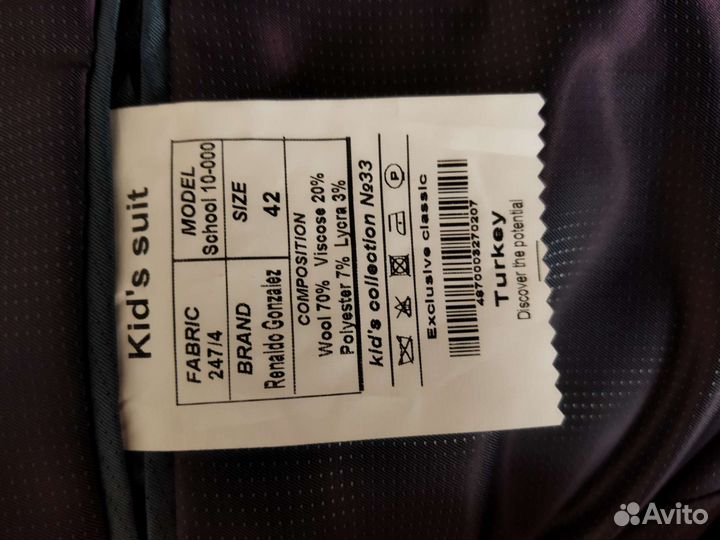 Kid's suit
FABRIC MODEL
247/4 School 10-000
BRAND SIZE
Renaldo Gonzalez 42
COMPOSITION
Wool 70% Viscose 20%
Polyester 7% Lycra 3%
kid's collection №33
P
Exclusive classic
4870003270207
Turkey
Discover the potential
Avito